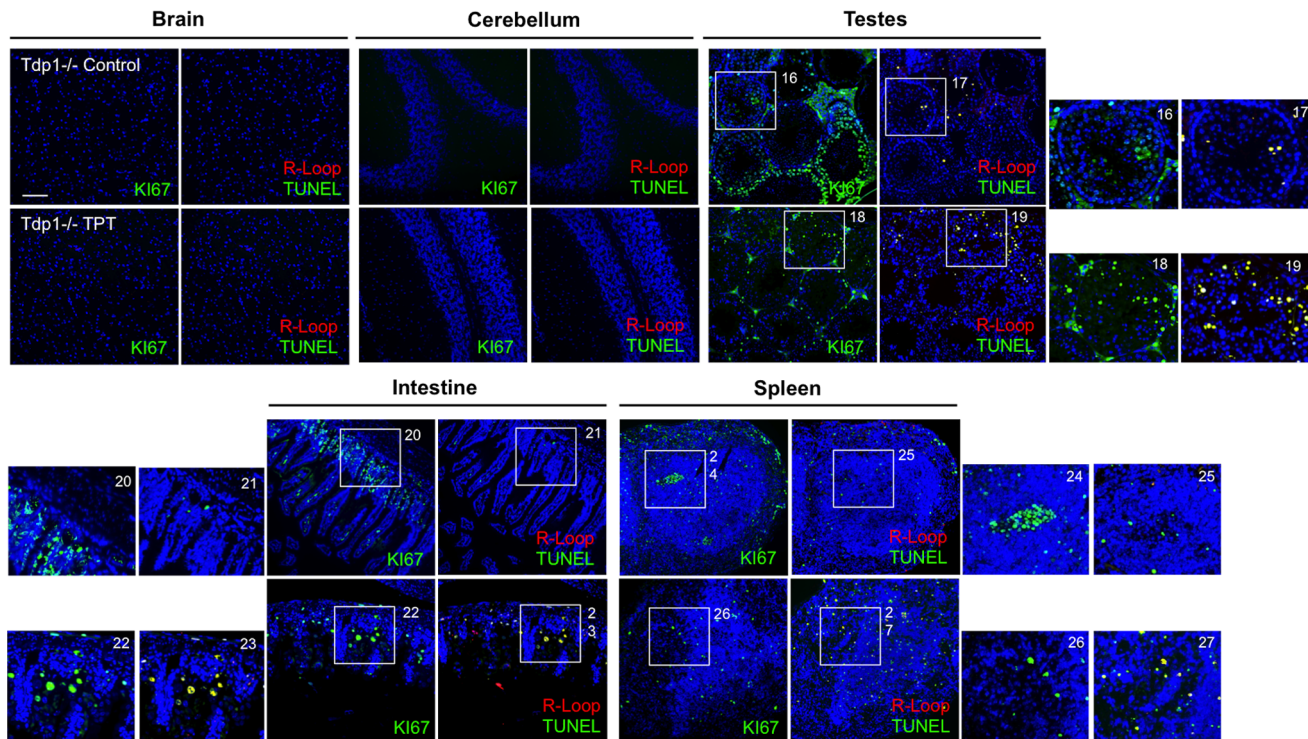 Brain
Cerebellum
Testes
Tdp1-/- Control
KI67
R-Loop
TUNEL
KI67
R-Loop
TUNEL
16
KI67
17
R-Loop
TUNEL
16
17
Tdp1-/- TPT
KI67
R-Loop
TUNEL
KI67
R-Loop
TUNEL
18
KI67
19
R-Loop
TUNEL
18
19
Intestine
Spleen
20
21
20
KI67
21
R-Loop
TUNEL
2
4
KI67
25
R-Loop
TUNEL
24
25
22
23
22
KI67
2
3
R-Loop
TUNEL
26
KI67
2
7
R-Loop
TUNEL
26
27